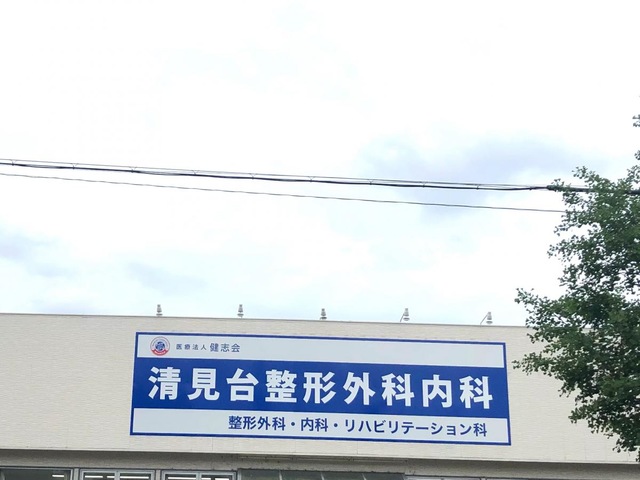 医療法人 健志会
清見台整形外科内科
整形外科・内科・リハビリテーション科